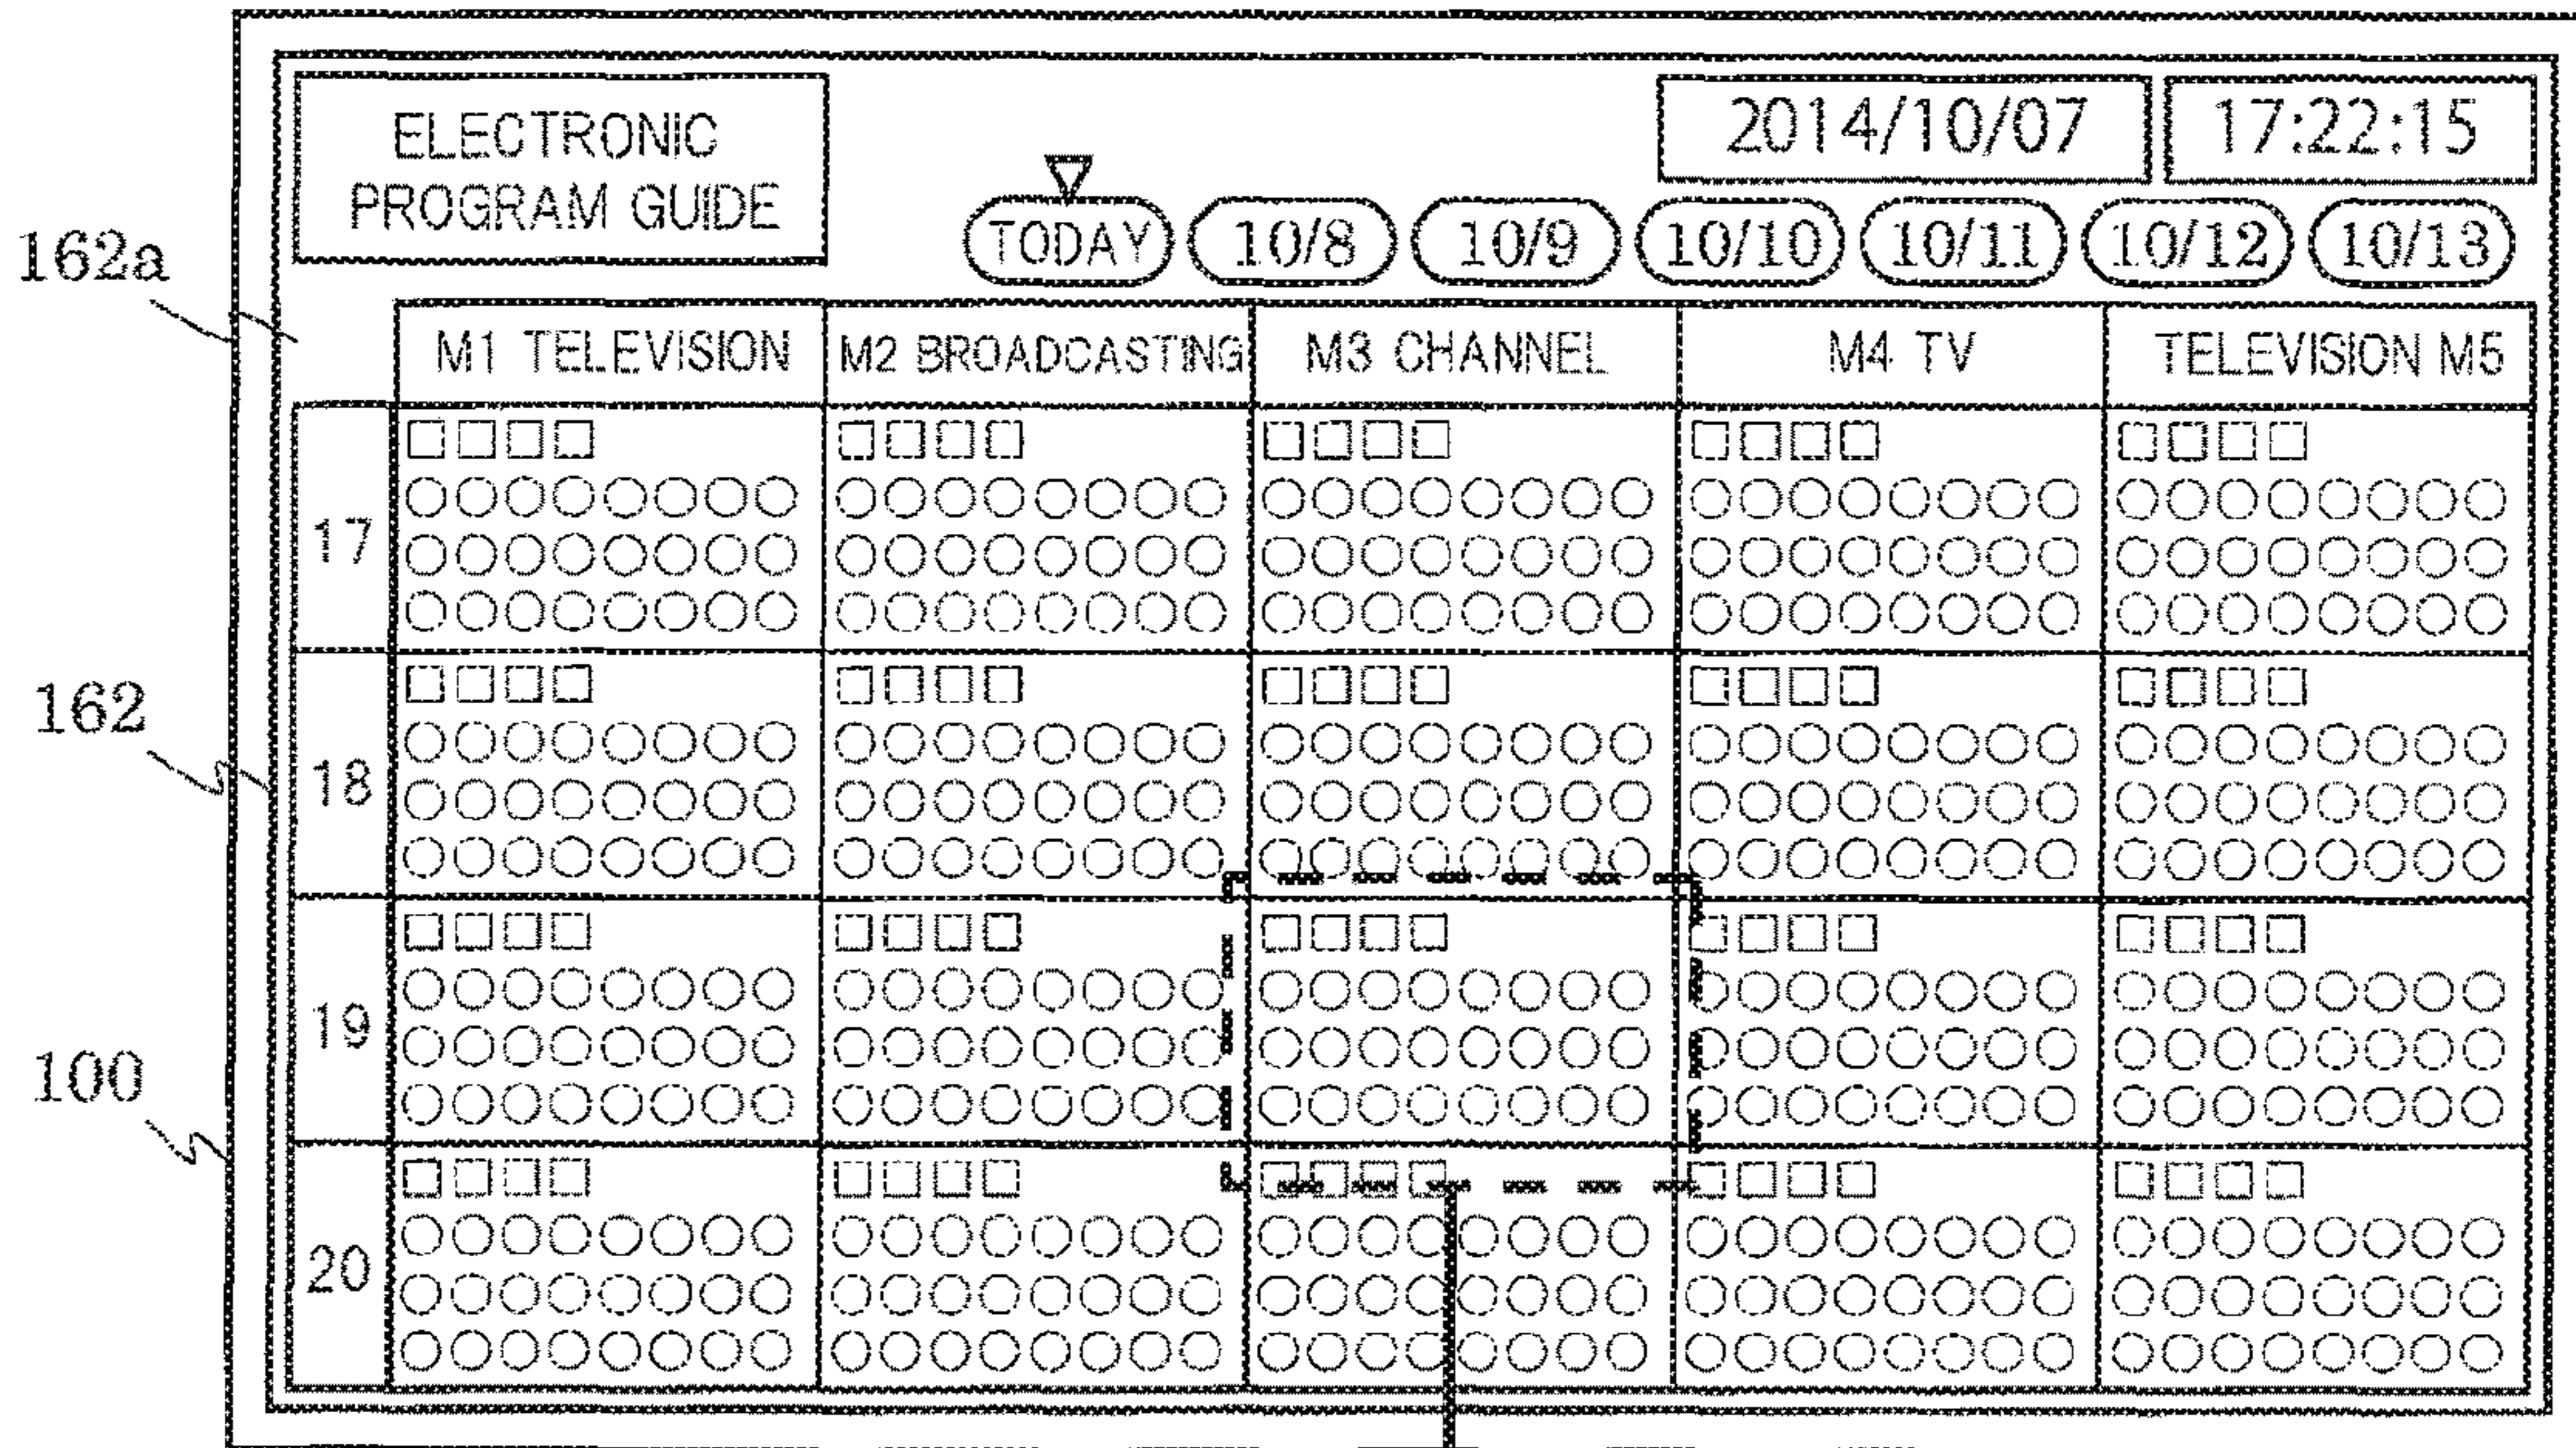 ELECTRONIC
PROGRAM GUIDE
2014/10/07 17:22:15
TODAY 10/8 10/9 10/10 10/11 10/12 10/13
162a
M1 TELEVISION M2 BROADCASTING M3 CHANNEL M4 TV TELEVISION M5
□□□□ □□□□ □□□□ □□□□ □□□□
○○○○○○○○ ○○○○○○○○ ○○○○○○○○ ○○○○○○○○ ○○○○○○○○
17 ○○○○○○○○ ○○○○○○○○ ○○○○○○○○ ○○○○○○○○ ○○○○○○○○
○○○○○○○○ ○○○○○○○○ ○○○○○○○○ ○○○○○○○○ ○○○○○○○○
162
□□□□ □□□□ □□□□ □□□□ □□□□
○○○○○○○○ ○○○○○○○○ ○○○○○○○○ ○○○○○○○○ ○○○○○○○○
18 ○○○○○○○○ ○○○○○○○○ ○○○○○○○○ ○○○○○○○○ ○○○○○○○○
○○○○○○○○ ○○○○○○○○ ○○○○○○○○ ○○○○○○○○ ○○○○○○○○
□□□□ □□□□ □□□□ □□□□ □□□□
○○○○○○○○ ○○○○○○○○ ○○○○○○○○ ○○○○○○○○ ○○○○○○○○
19 ○○○○○○○○ ○○○○○○○○ ○○○○○○○○ ○○○○○○○○ ○○○○○○○○
○○○○○○○○ ○○○○○○○○ ○○○○○○○○ ○○○○○○○○ ○○○○○○○○
100
□□□□ □□□□ □□□□ □□□□ □□□□
○○○○○○○○ ○○○○○○○○ ○○○○○○○○ ○○○○○○○○ ○○○○○○○○
20 ○○○○○○○○ ○○○○○○○○ ○○○○○○○○ ○○○○○○○○ ○○○○○○○○
○○○○○○○○ ○○○○○○○○ ○○○○○○○○ ○○○○○○○○ ○○○○○○○○